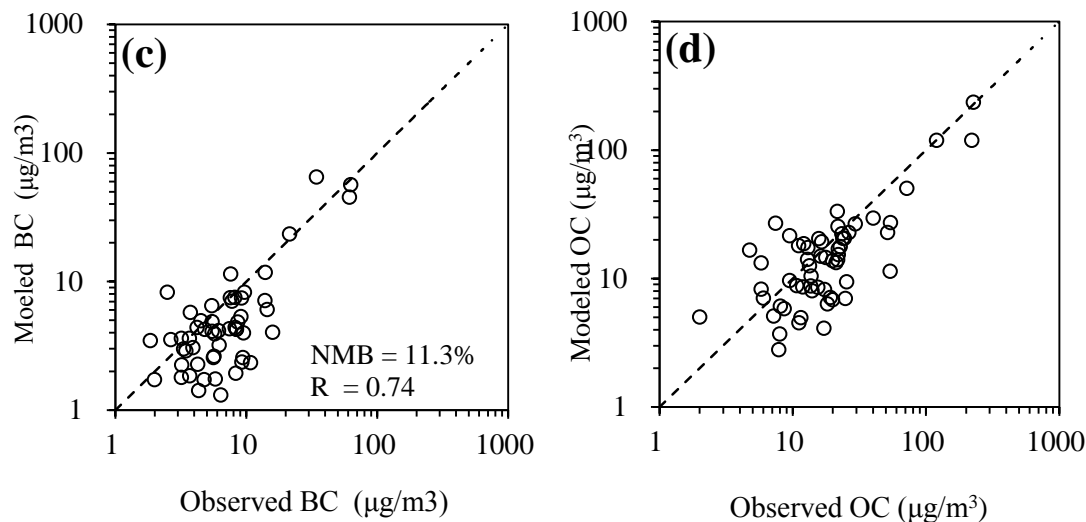 (c)
1000
100
10
1
Moeled BC (μg/m3)
NMB = 11.3%
R = 0.74
1 10 100 1000
Observed BC (μg/m3)
(d)
1000
100
10
1
Modeled OC (μg/m³)
1 10 100 1000
Observed OC (μg/m³)